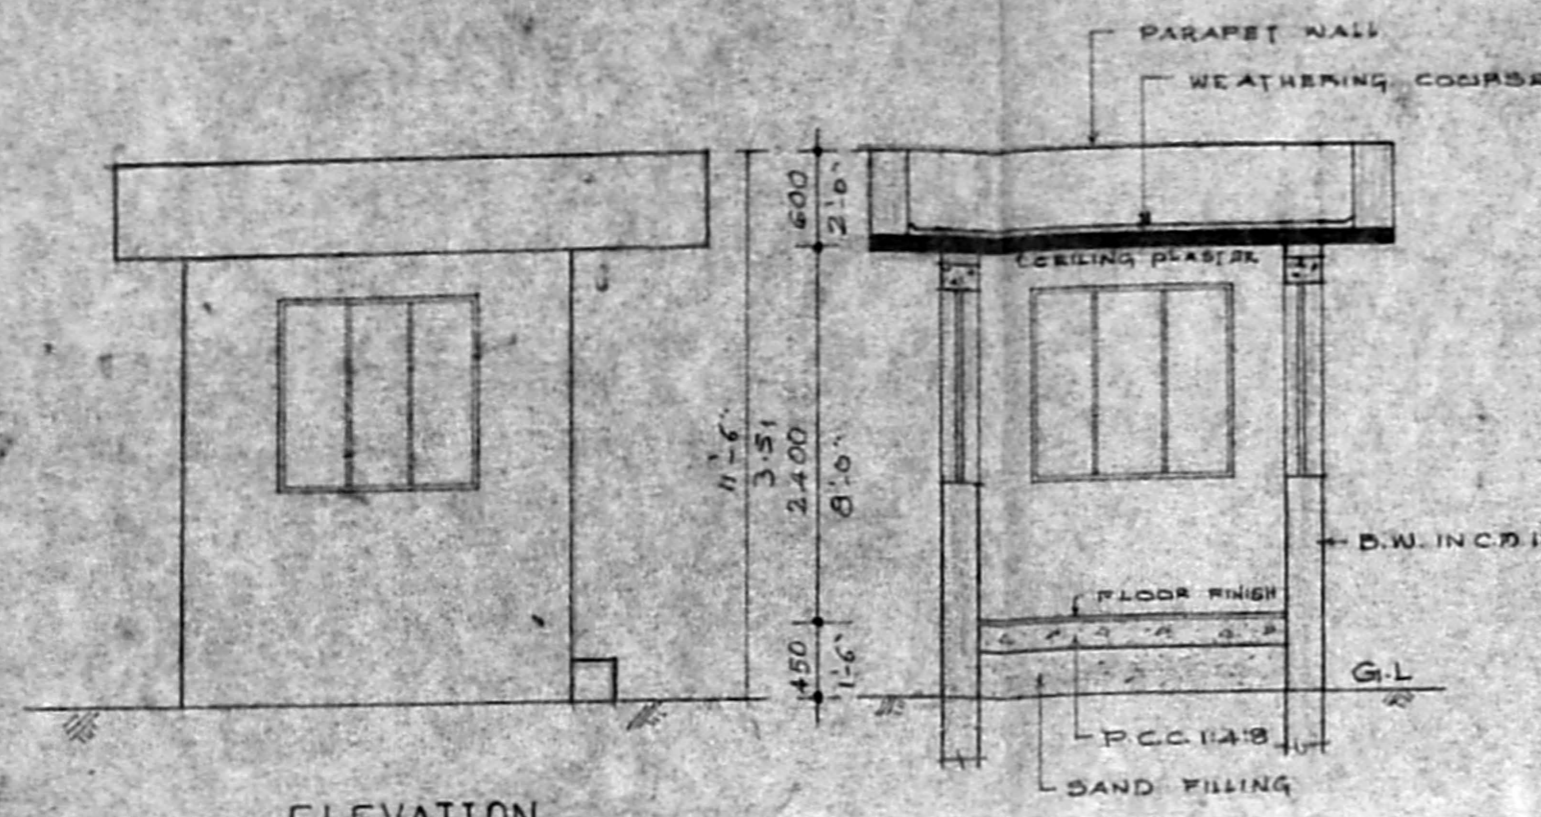 PARAPET WALL
WEATHERING COURSE
600
2'-0"
CEILING PLASTER
11'-6"
3.51
2.400
8'-0"
B.W. IN C.M 1
FLOOR FINISH
450
1'-6"
G.L
P.C.C. 1:4:8
SAND FILLING
ELEVATION